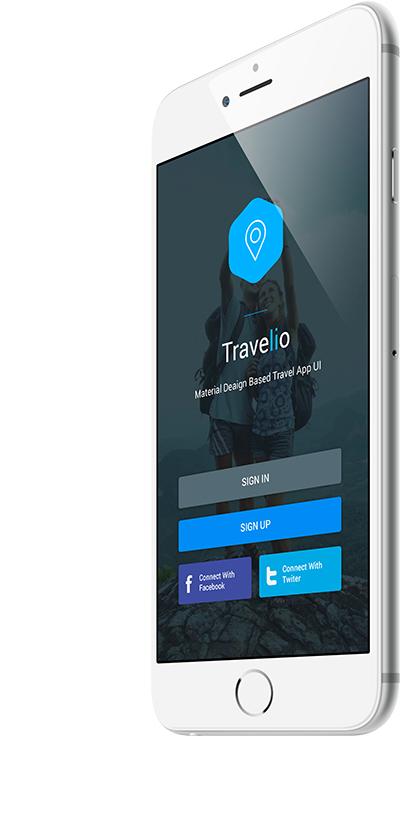 Travelio
Material Deaign Based Travel App UI
SIGN IN
SIGN UP
Connect With
Facebook
Connect With
Twiter